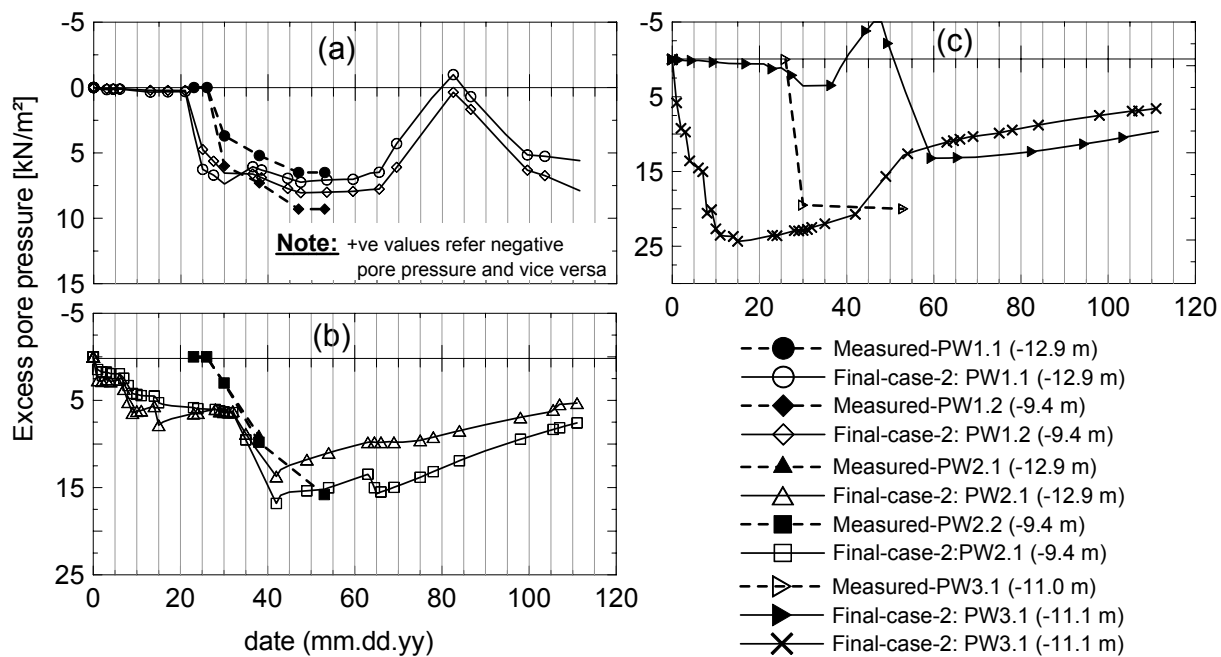 Excess pore pressure [kN/m²]
-5
0
5
10
15
(a)
Note: +ve values refer negative
pore pressure and vice versa
-5
0
5
15
25
(b)
0 20 40 60 80 100 120
date (mm.dd.yy)
-5
5
15
25
(c)
0 20 40 60 80 100 120
Measured-PW1.1 (-12.9 m)
Final-case-2: PW1.1 (-12.9 m)
Measured-PW1.2 (-9.4 m)
Final-case-2: PW1.2 (-9.4 m)
Measured-PW2.1 (-12.9 m)
Final-case-2: PW2.1 (-12.9 m)
Measured-PW2.2 (-9.4 m)
Final-case-2:PW2.1 (-9.4 m)
Measured-PW3.1 (-11.0 m)
Final-case-2: PW3.1 (-11.1 m)
Final-case-2: PW3.1 (-11.1 m)